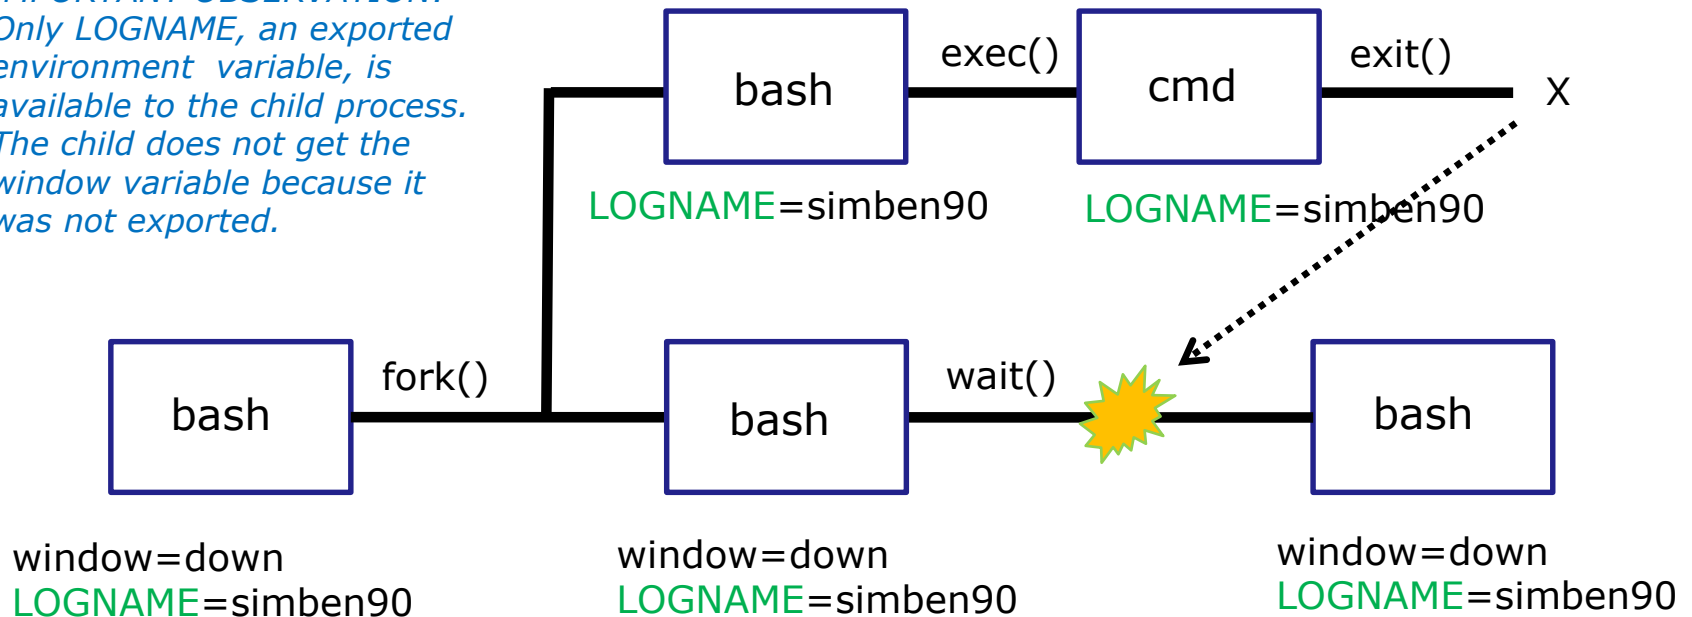 IMPORTANT OBSERVATION:
Only LOGNAME, an exported
environment variable, is
available to the child process.
The child does not get the
window variable because it
was not exported.
bash
exec()
cmd
exit()
X
LOGNAME=simben90
LOGNAME=simben90
bash
fork()
bash
wait()
bash
window=down
LOGNAME=simben90
window=down
LOGNAME=simben90
window=down
LOGNAME=simben90